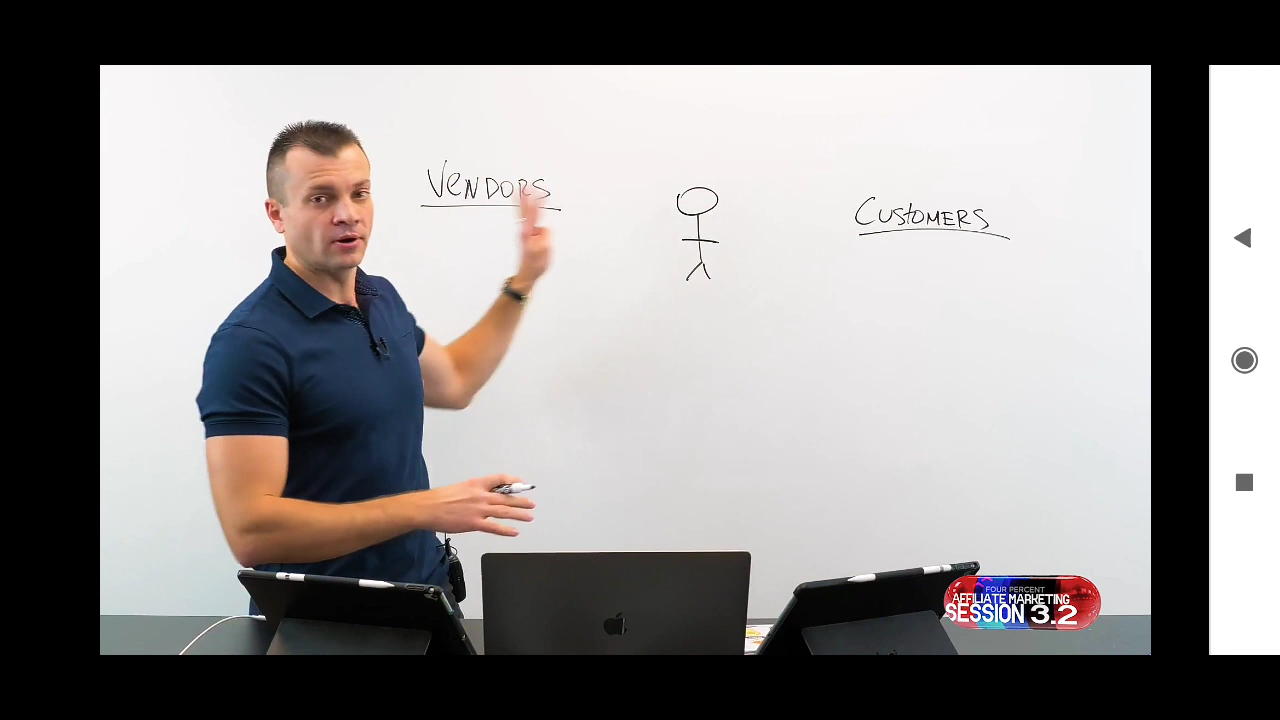 VENDORS
CUSTOMERS
FOUR PERCENT
AFFILIATE MARKETING
SESSION 3.2